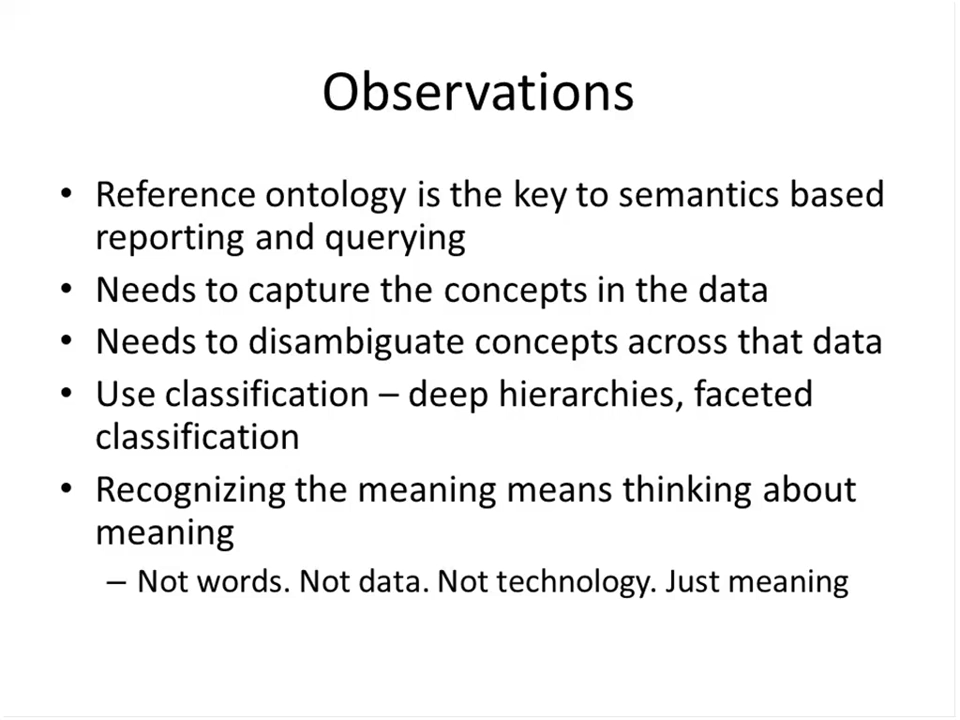 Observations
• Reference ontology is the key to semantics based
reporting and querying
• Needs to capture the concepts in the data
• Needs to disambiguate concepts across that data
• Use classification – deep hierarchies, faceted
classification
• Recognizing the meaning means thinking about
meaning
– Not words. Not data. Not technology. Just meaning